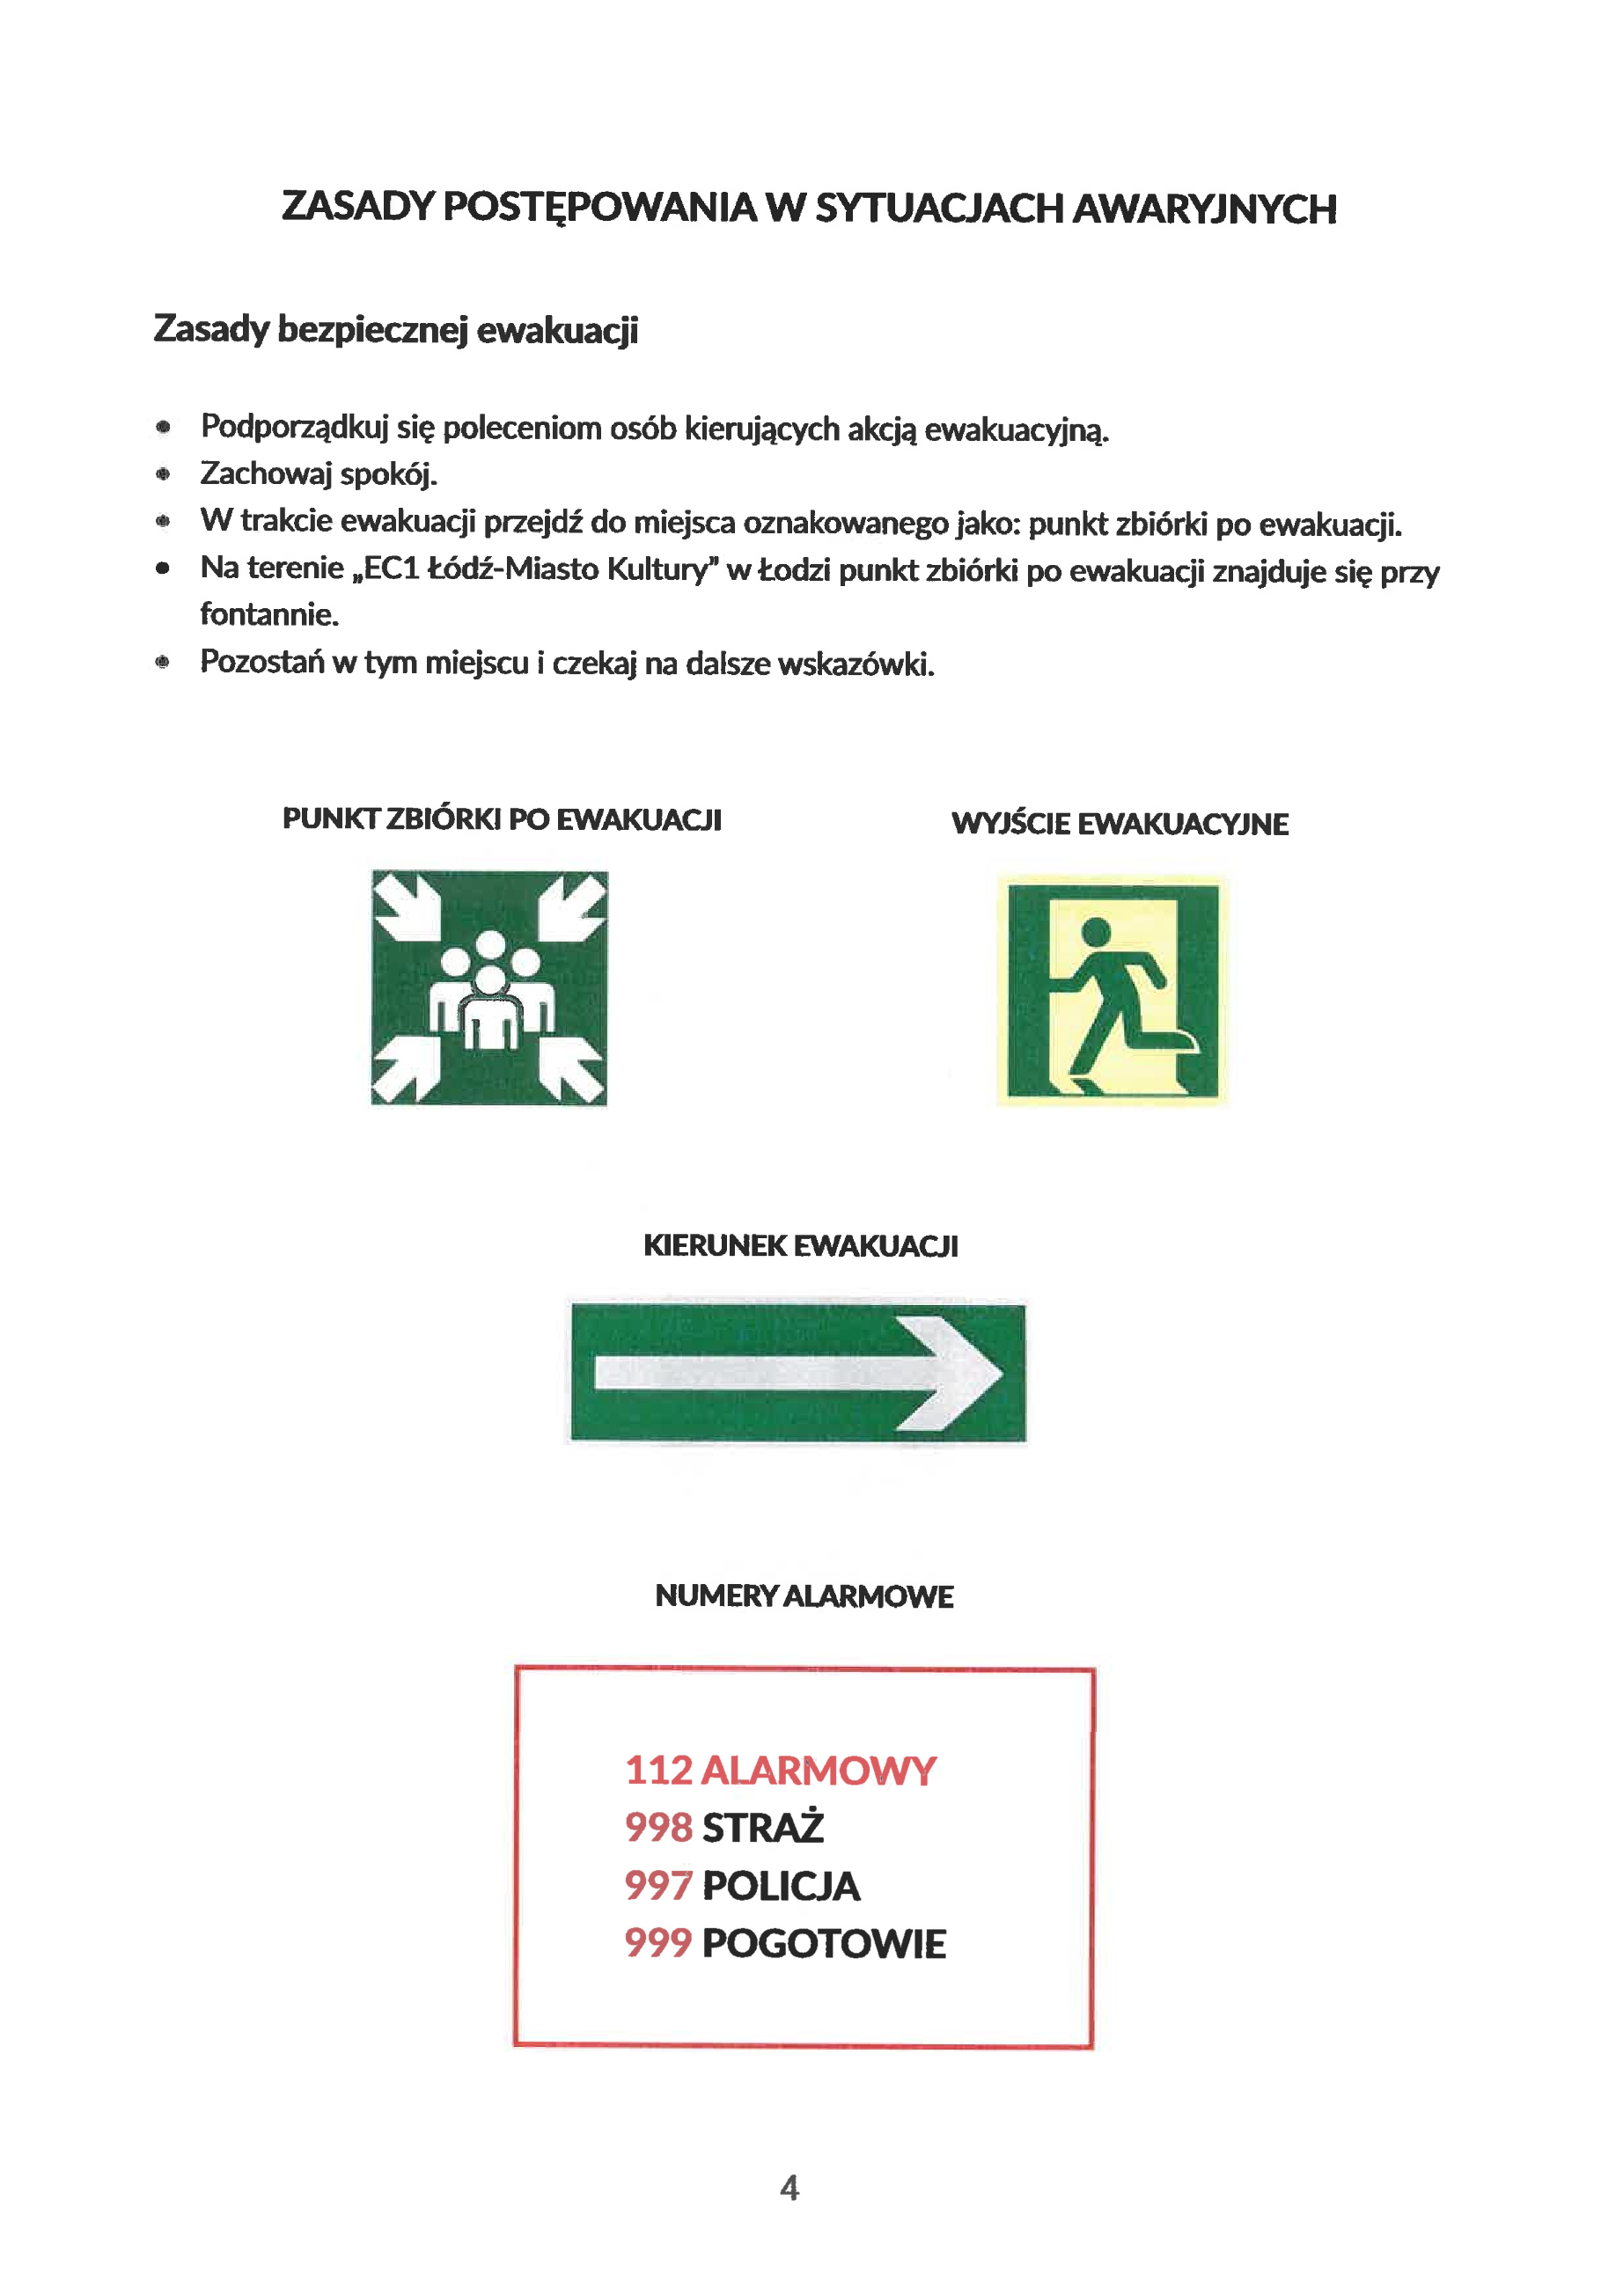 ZASADY POSTĘPOWANIA W SYTUACJACH AWARYJNYCH
Zasady bezpiecznej ewakuacji
• Podporządkuj się poleceniom osób kierujących akcją ewakuacyjną.
• Zachowaj spokój.
• W trakcie ewakuacji przejdź do miejsca oznakowanego jako: punkt zbiórki po ewakuacji.
• Na terenie „EC1 Łódź-Miasto Kultury” w Łodzi punkt zbiórki po ewakuacji znajduje się przy
fontannie.
• Pozostań w tym miejscu i czekaj na dalsze wskazówki.
PUNKT ZBIÓRKI PO EWAKUACJI
WYJŚCIE EWAKUACYJNE
KIERUNEK EWAKUACJI
NUMERY ALARMOWE
112 ALARMOWY
998 STRAŻ
997 POLICJA
999 POGOTOWIE
4